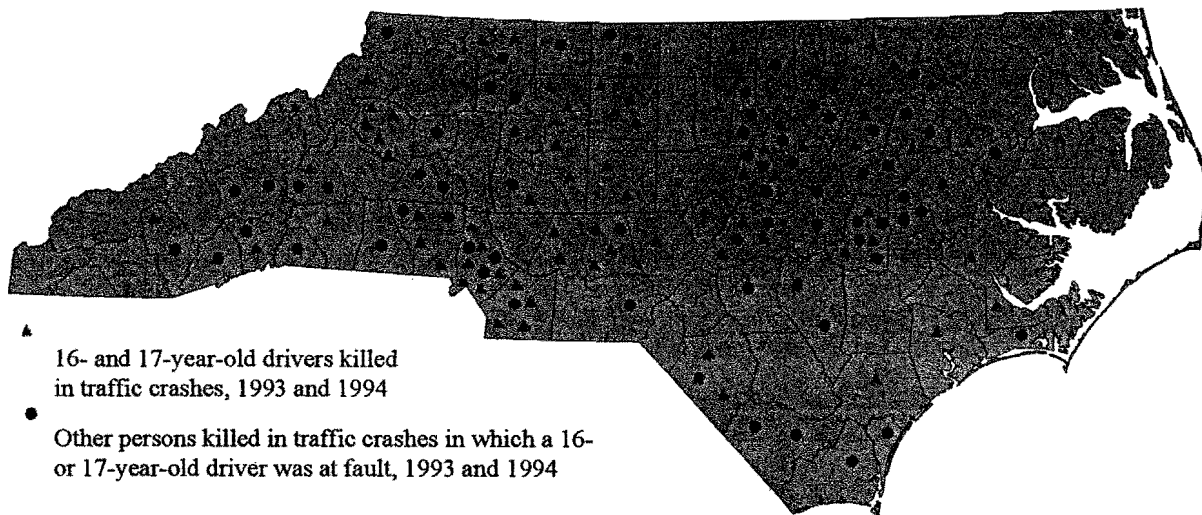 16- and 17-year-old drivers killed
in traffic crashes, 1993 and 1994
Other persons killed in traffic crashes in which a 16-
or 17-year-old driver was at fault, 1993 and 1994